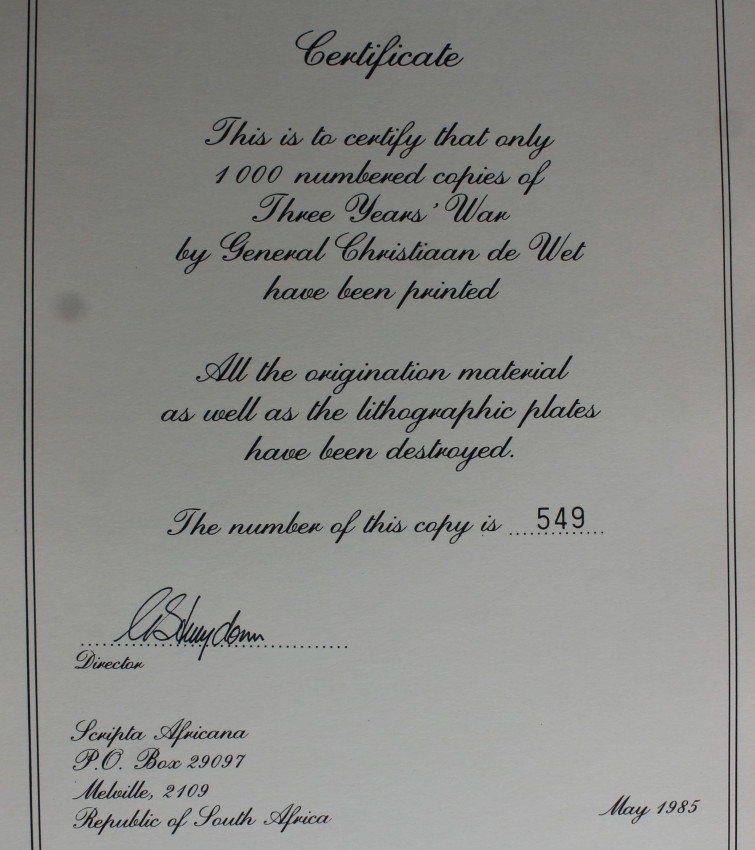 Certificate
This is to certify that only
1000 numbered copies of
Three Years' War
by General Christiaan de Wet
have been printed
All the origination material
as well as the lithographic plates
have been destroyed.
The number of this copy is 549
Director
Scripta Africana
P.O. Box 29097
Melville, 2109
Republic of South Africa
May 1985